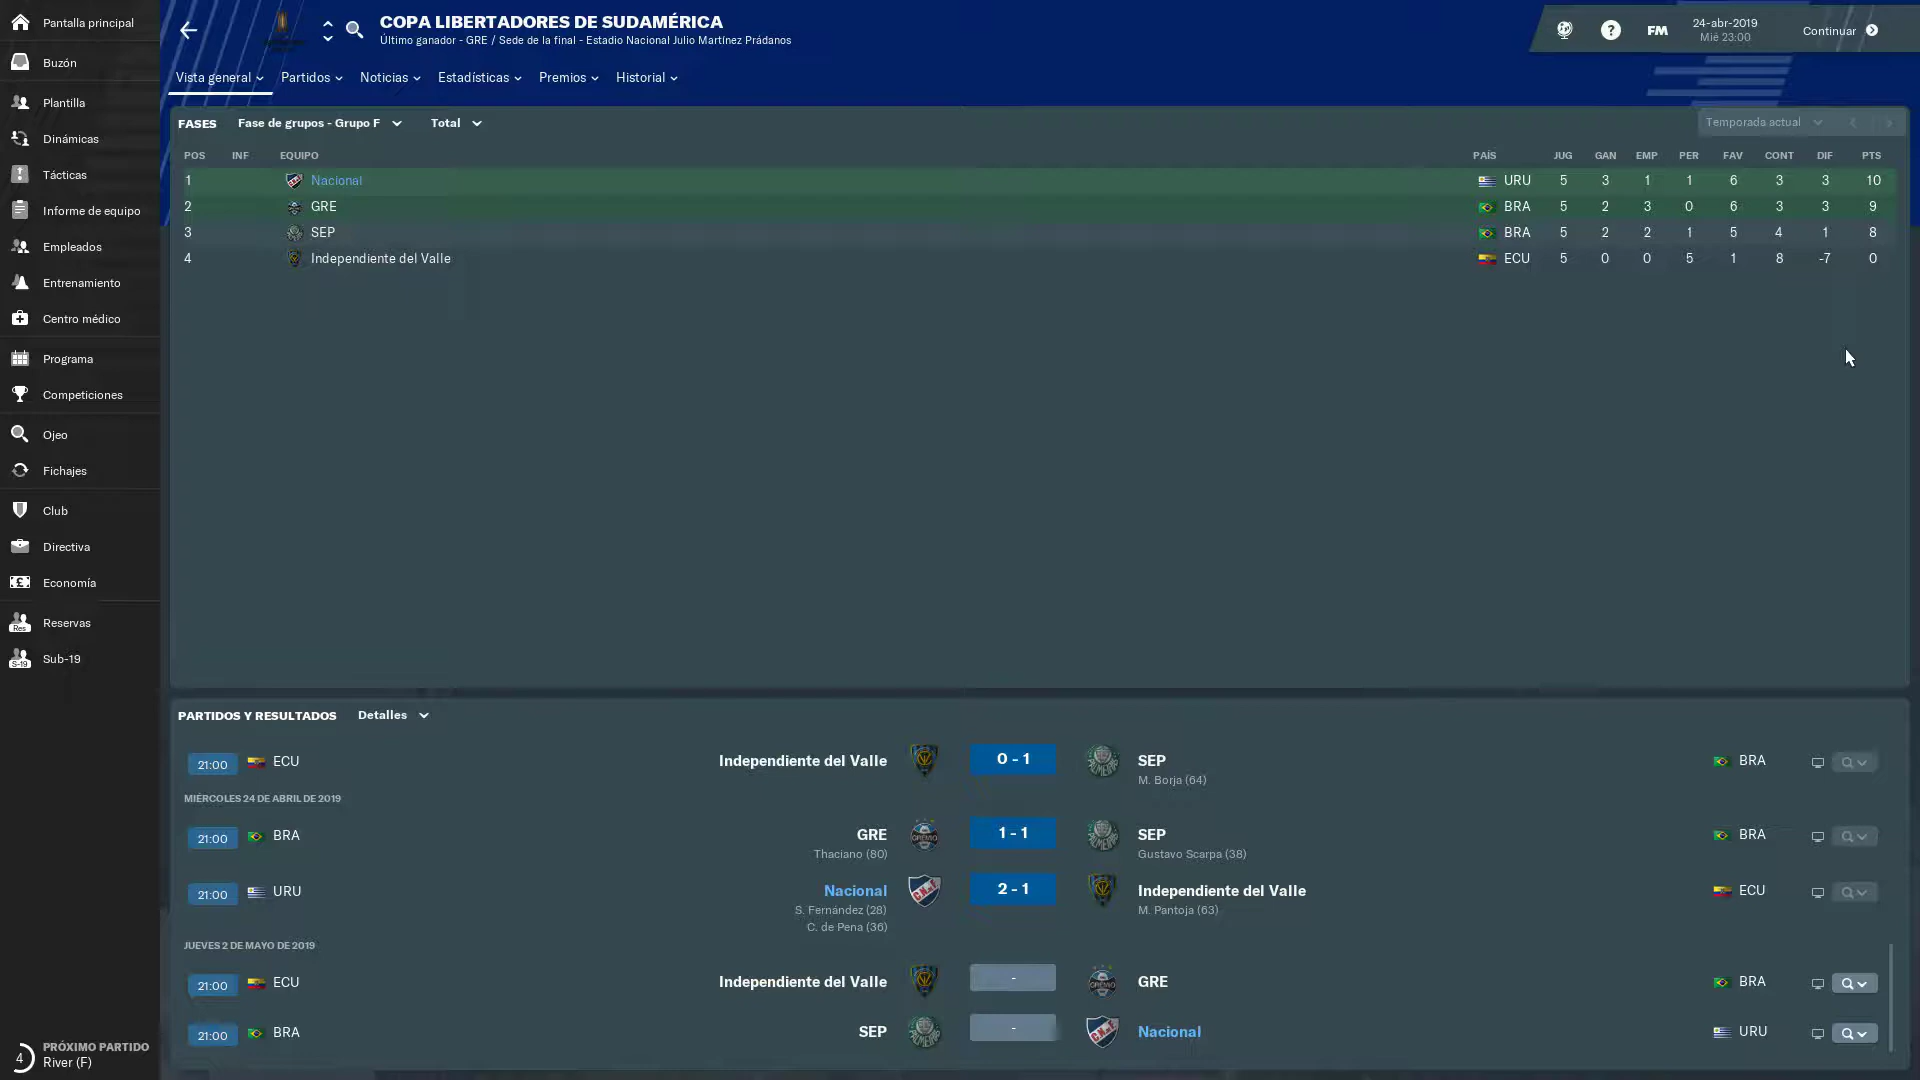 Pantalla principal
Buzón
Plantilla
Dinámicas
Tácticas
Informe de equipo
Empleados
Entrenamiento
Centro médico
Programa
Competiciones
Ojeo
Fichajes
Club
Directiva
Economía
Res Reservas
S-19 Sub-19
4 PRÓXIMO PARTIDO
River (F)
COPA LIBERTADORES DE SUDAMÉRICA
Último ganador - GRE / Sede de la final - Estadio Nacional Julio Martínez Prádanos
? FM 24-abr-2019 Continuar
Mié 23:00
Vista general Partidos Noticias Estadísticas Premios Historial
FASES Fase de grupos - Grupo F Total Temporada actual
POS INF EQUIPO PAÍS JUG GAN EMP PER FAV CONT DIF PTS
1 Nacional URU 5 3 1 1 6 3 3 10
2 GRE BRA 5 2 3 0 6 3 3 9
3 SEP BRA 5 2 2 1 5 4 1 8
4 Independiente del Valle ECU 5 0 0 5 1 8 -7 0
PARTIDOS Y RESULTADOS Detalles
21:00 ECU Independiente del Valle 0 - 1 SEP BRA
M. Borja (64)
MIÉRCOLES 24 DE ABRIL DE 2019
21:00 BRA GRE 1 - 1 SEP BRA
Thaciano (80) Gustavo Scarpa (38)
21:00 URU Nacional 2 - 1 Independiente del Valle ECU
S. Fernández (28) M. Pantoja (63)
C. de Pena (36)
JUEVES 2 DE MAYO DE 2019
21:00 ECU Independiente del Valle - GRE BRA
21:00 BRA SEP - Nacional URU